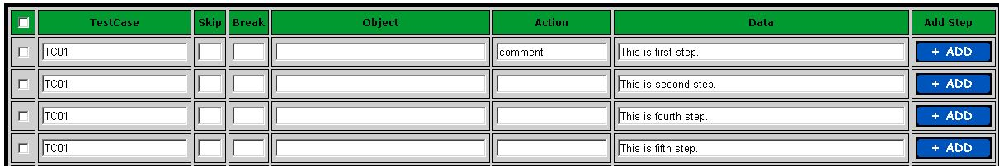 TestCase Skip Break Object Action Data Add Step
TC01 comment This is first step. + ADD
TC01 This is second step. + ADD
TC01 This is fourth step. + ADD
TC01 This is fifth step. + ADD